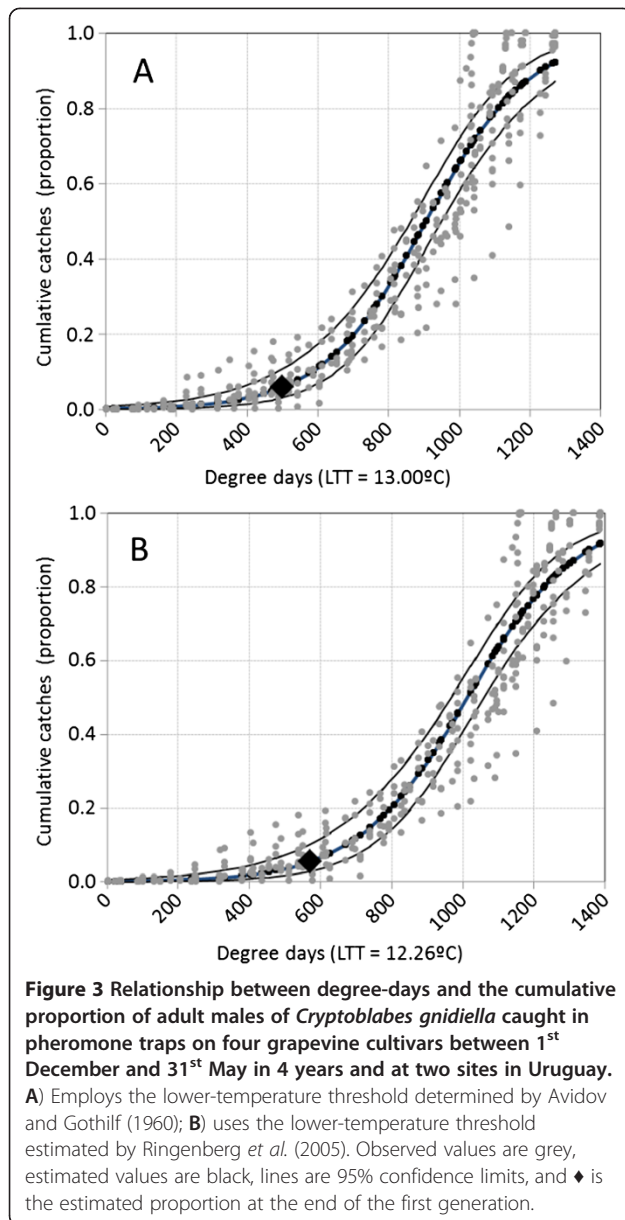 A
1.0
0.8
0.6
0.4
0.2
0.0
Cumulative catches (proportion)
0 200 400 600 800 1000 1200 1400
Degree days (LTT = 13.00ºC)
B
1.0
0.8
0.6
0.4
0.2
0.0
Cumulative catches (proportion)
0 200 400 600 800 1000 1200 1400
Degree days (LTT = 12.26ºC)
Figure 3 Relationship between degree-days and the cumulative
proportion of adult males of Cryptoblabes gnidiella caught in
pheromone traps on four grapevine cultivars between 1st
December and 31st May in 4 years and at two sites in Uruguay.
A) Employs the lower-temperature threshold determined by Avidov
and Gothilf (1960); B) uses the lower-temperature threshold
estimated by Ringenberg et al. (2005). Observed values are grey,
estimated values are black, lines are 95% confidence limits, and ♦ is
the estimated proportion at the end of the first generation.